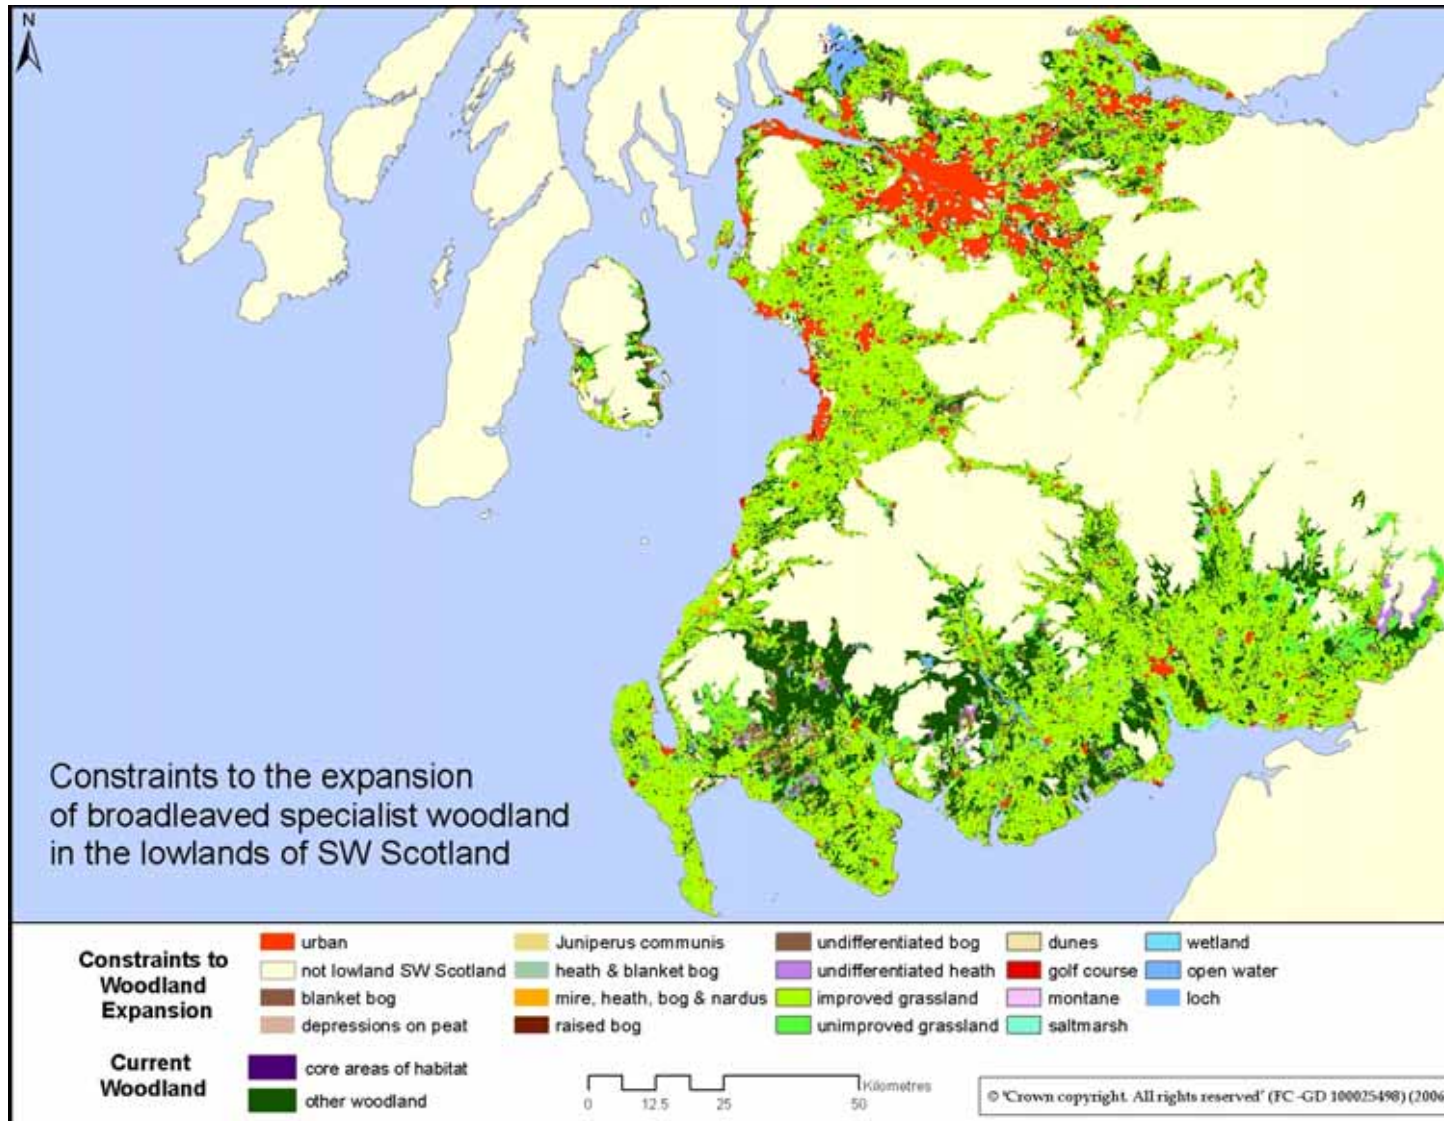 N
Constraints to the expansion
of broadleaved specialist woodland
in the lowlands of SW Scotland
Constraints to
Woodland
Expansion
urban
not lowland SW Scotland
blanket bog
depressions on peat
Juniperus communis
heath & blanket bog
mire, heath, bog & nardus
raised bog
undifferentiated bog
undifferentiated heath
improved grassland
unimproved grassland
dunes
golf course
montane
saltmarsh
wetland
open water
loch
Current
Woodland
core areas of habitat
other woodland
Kilometres
0 12.5 25 50
© 'Crown copyright. All rights reserved' (FC-GD 100025498) (2006